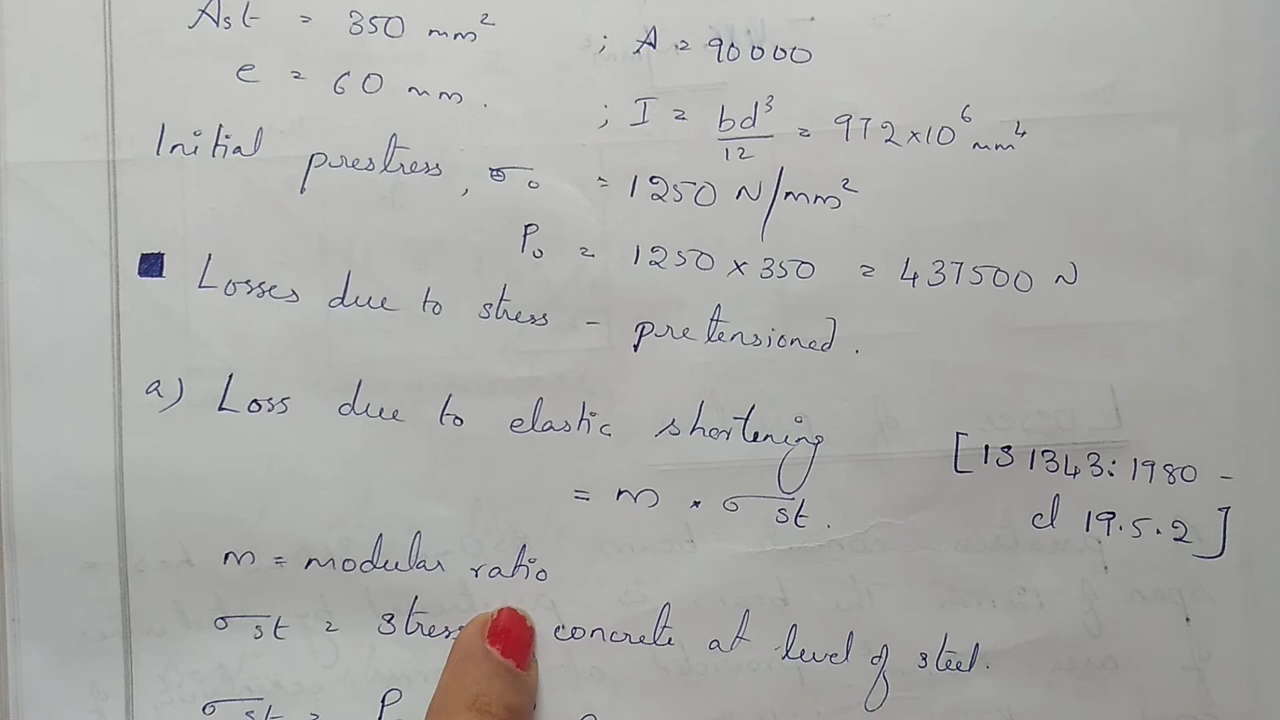 Ast = 350 mm² ; A = 90000
e = 60 mm. ; I = bd³/12 = 972×10⁶ mm⁴
Initial prestress, σ₀ = 1250 N/mm²
P₀ = 1250 × 350 = 437500 N
Losses due to stress - pretensioned.
a) Loss due to elastic shortening
= m × σst. [IS 1343:1980 - cl 19.5.2]
m = modular ratio
σst = stress concrete at level of steel.
σst = P₀